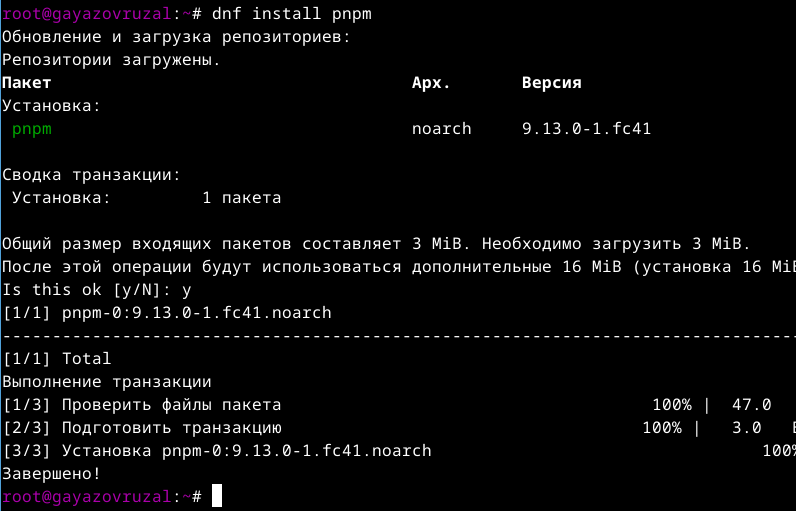 root@gayazovruzal:~# dnf install pnpm
Обновление и загрузка репозиториев:
Репозитории загружены.
Пакет Арх. Версия
Установка:
pnpm noarch 9.13.0-1.fc41
Сводка транзакции:
Установка: 1 пакета
Общий размер входящих пакетов составляет 3 MiB. Необходимо загрузить 3 MiB.
После этой операции будут использоваться дополнительные 16 MiB (установка 16 MiB
Is this ok [y/N]: y
[1/1] pnpm-0:9.13.0-1.fc41.noarch
--------------------------------------------------------------------------------
[1/1] Total
Выполнение транзакции
[1/3] Проверить файлы пакета 100% | 47.0
[2/3] Подготовить транзакцию 100% | 3.0
[3/3] Установка pnpm-0:9.13.0-1.fc41.noarch 100%
Завершено!
root@gayazovruzal:~#